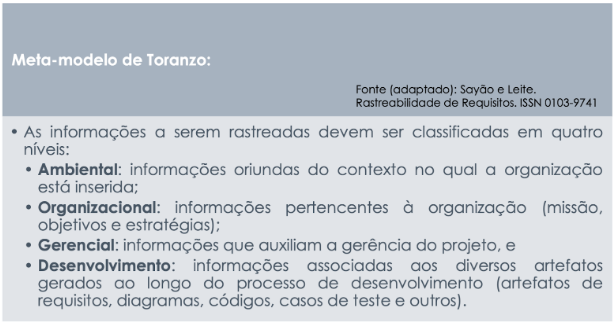 Meta-modelo de Toranzo:
Fonte (adaptado): Sayão e Leite.
Rastreabilidade de Requisitos. ISSN 0103-9741
• As informações a serem rastreadas devem ser classificadas em quatro
níveis:
• Ambiental: informações oriundas do contexto no qual a organização
está inserida;
• Organizacional: informações pertencentes à organização (missão,
objetivos e estratégias);
• Gerencial: informações que auxiliam a gerência do projeto, e
• Desenvolvimento: informações associadas aos diversos artefatos
gerados ao longo do processo de desenvolvimento (artefatos de
requisitos, diagramas, códigos, casos de teste e outros).